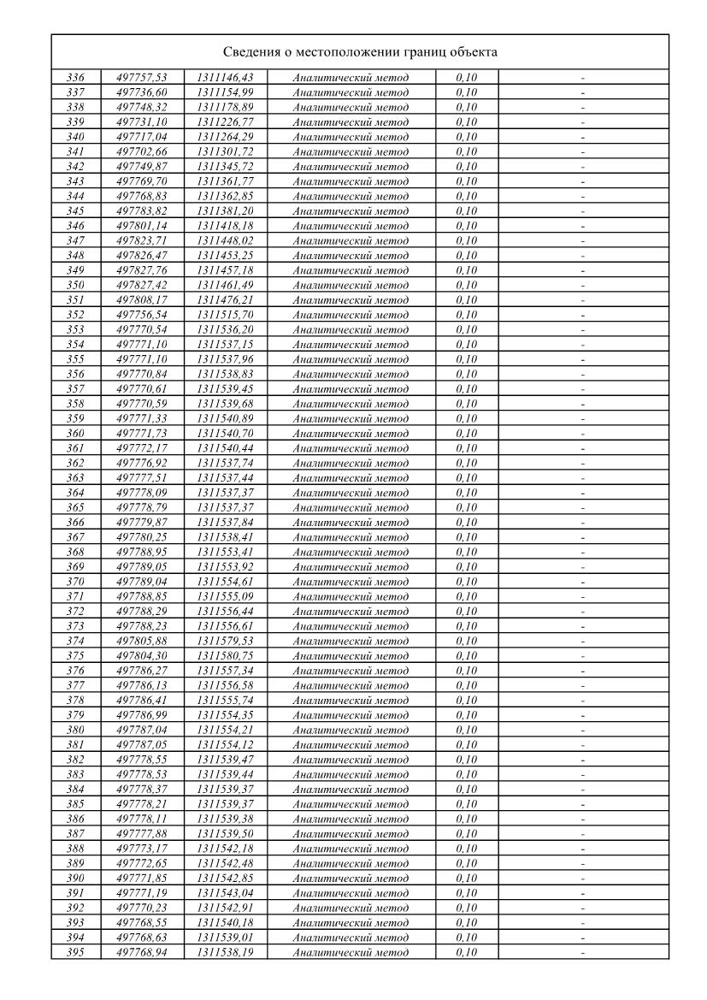 Сведения о местоположении границ объекта
336 497757,53 1311146,43 Аналитический метод 0,10 -
337 497736,60 1311154,99 Аналитический метод 0,10 -
338 497748,32 1311178,89 Аналитический метод 0,10 -
339 497731,10 1311226,77 Аналитический метод 0,10 -
340 497717,04 1311264,29 Аналитический метод 0,10 -
341 497702,66 1311301,72 Аналитический метод 0,10 -
342 497749,87 1311345,72 Аналитический метод 0,10 -
343 497769,70 1311361,77 Аналитический метод 0,10 -
344 497768,83 1311362,85 Аналитический метод 0,10 -
345 497783,82 1311381,20 Аналитический метод 0,10 -
346 497801,14 1311418,18 Аналитический метод 0,10 -
347 497823,71 1311448,02 Аналитический метод 0,10 -
348 497826,47 1311453,25 Аналитический метод 0,10 -
349 497827,76 1311457,18 Аналитический метод 0,10 -
350 497827,42 1311461,49 Аналитический метод 0,10 -
351 497808,17 1311476,21 Аналитический метод 0,10 -
352 497756,54 1311515,70 Аналитический метод 0,10 -
353 497770,54 1311536,20 Аналитический метод 0,10 -
354 497771,10 1311537,15 Аналитический метод 0,10 -
355 497771,10 1311537,96 Аналитический метод 0,10 -
356 497770,84 1311538,83 Аналитический метод 0,10 -
357 497770,61 1311539,45 Аналитический метод 0,10 -
358 497770,59 1311539,68 Аналитический метод 0,10 -
359 497771,33 1311540,89 Аналитический метод 0,10 -
360 497771,73 1311540,70 Аналитический метод 0,10 -
361 497772,17 1311540,44 Аналитический метод 0,10 -
362 497776,92 1311537,74 Аналитический метод 0,10 -
363 497777,51 1311537,44 Аналитический метод 0,10 -
364 497778,09 1311537,37 Аналитический метод 0,10 -
365 497778,79 1311537,37 Аналитический метод 0,10 -
366 497779,87 1311537,84 Аналитический метод 0,10 -
367 497780,25 1311538,41 Аналитический метод 0,10 -
368 497788,95 1311553,41 Аналитический метод 0,10 -
369 497789,05 1311553,92 Аналитический метод 0,10 -
370 497789,04 1311554,61 Аналитический метод 0,10 -
371 497788,85 1311555,09 Аналитический метод 0,10 -
372 497788,29 1311556,44 Аналитический метод 0,10 -
373 497788,23 1311556,61 Аналитический метод 0,10 -
374 497805,88 1311579,53 Аналитический метод 0,10 -
375 497804,30 1311580,75 Аналитический метод 0,10 -
376 497786,27 1311557,34 Аналитический метод 0,10 -
377 497786,13 1311556,58 Аналитический метод 0,10 -
378 497786,41 1311555,74 Аналитический метод 0,10 -
379 497786,99 1311554,35 Аналитический метод 0,10 -
380 497787,04 1311554,21 Аналитический метод 0,10 -
381 497787,05 1311554,12 Аналитический метод 0,10 -
382 497778,55 1311539,47 Аналитический метод 0,10 -
383 497778,53 1311539,44 Аналитический метод 0,10 -
384 497778,37 1311539,37 Аналитический метод 0,10 -
385 497778,21 1311539,37 Аналитический метод 0,10 -
386 497778,11 1311539,38 Аналитический метод 0,10 -
387 497777,88 1311539,50 Аналитический метод 0,10 -
388 497773,17 1311542,18 Аналитический метод 0,10 -
389 497772,65 1311542,48 Аналитический метод 0,10 -
390 497771,85 1311542,85 Аналитический метод 0,10 -
391 497771,19 1311543,04 Аналитический метод 0,10 -
392 497770,23 1311542,91 Аналитический метод 0,10 -
393 497768,55 1311540,18 Аналитический метод 0,10 -
394 497768,63 1311539,01 Аналитический метод 0,10 -
395 497768,94 1311538,19 Аналитический метод 0,10 -